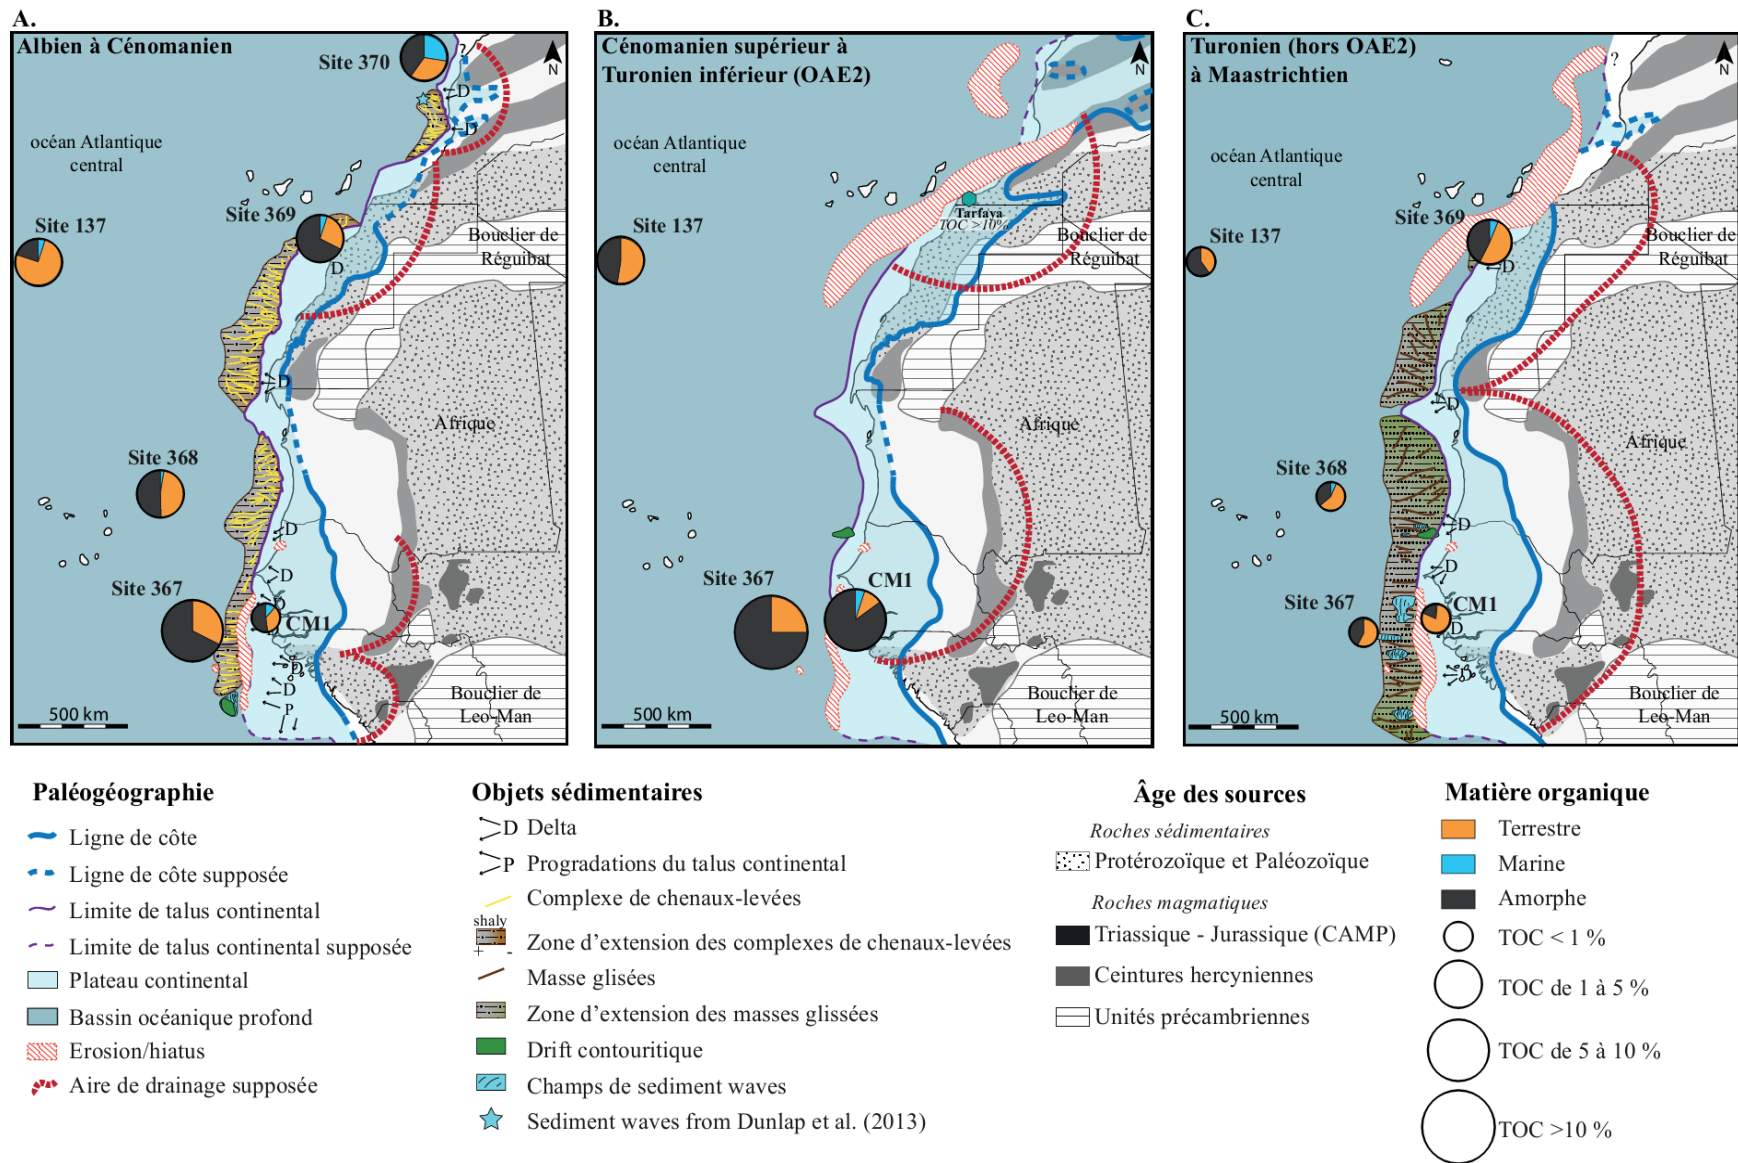 A.
Albien à Cénomanien
Site 370
?
N
D
D
océan Atlantique
central
Site 369
Site 137
D
Bouclier de
Réguibat
D
Afrique
Site 368
D
D
Site 367
D
CM1
D
D
P
Bouclier de
Leo-Man
500 km
B.
Cénomanien supérieur à
Turonien inférieur (OAE2)
N
océan Atlantique
central
Tarfaya
TOC >10%
Site 137
Bouclier de
Réguibat
Afrique
Site 367
CM1
Bouclier de
Leo-Man
500 km
C.
Turonien (hors OAE2)
à Maastrichtien
?
N
océan Atlantique
central
Site 369
Site 137
D
Bouclier de
Réguibat
D
Afrique
Site 368
D
D
Site 367
CM1
D
D
Bouclier de
Leo-Man
500 km
Paléogéographie
Ligne de côte
Ligne de côte supposée
Limite de talus continental
Limite de talus continental supposée
Plateau continental
Bassin océanique profond
Erosion/hiatus
Aire de drainage supposée
Objets sédimentaires
D Delta
P Progradations du talus continental
Complexe de chenaux-levées
shaly
+ -
Zone d'extension des complexes de chenaux-levées
Masse glisées
Zone d'extension des masses glissées
Drift contouritique
Champs de sediment waves
Sediment waves from Dunlap et al. (2013)
Âge des sources
Roches sédimentaires
Protérozoïque et Paléozoïque
Roches magmatiques
Triassique - Jurassique (CAMP)
Ceintures hercyniennes
Unités précambriennes
Matière organique
Terrestre
Marine
Amorphe
TOC < 1 %
TOC de 1 à 5 %
TOC de 5 à 10 %
TOC >10 %